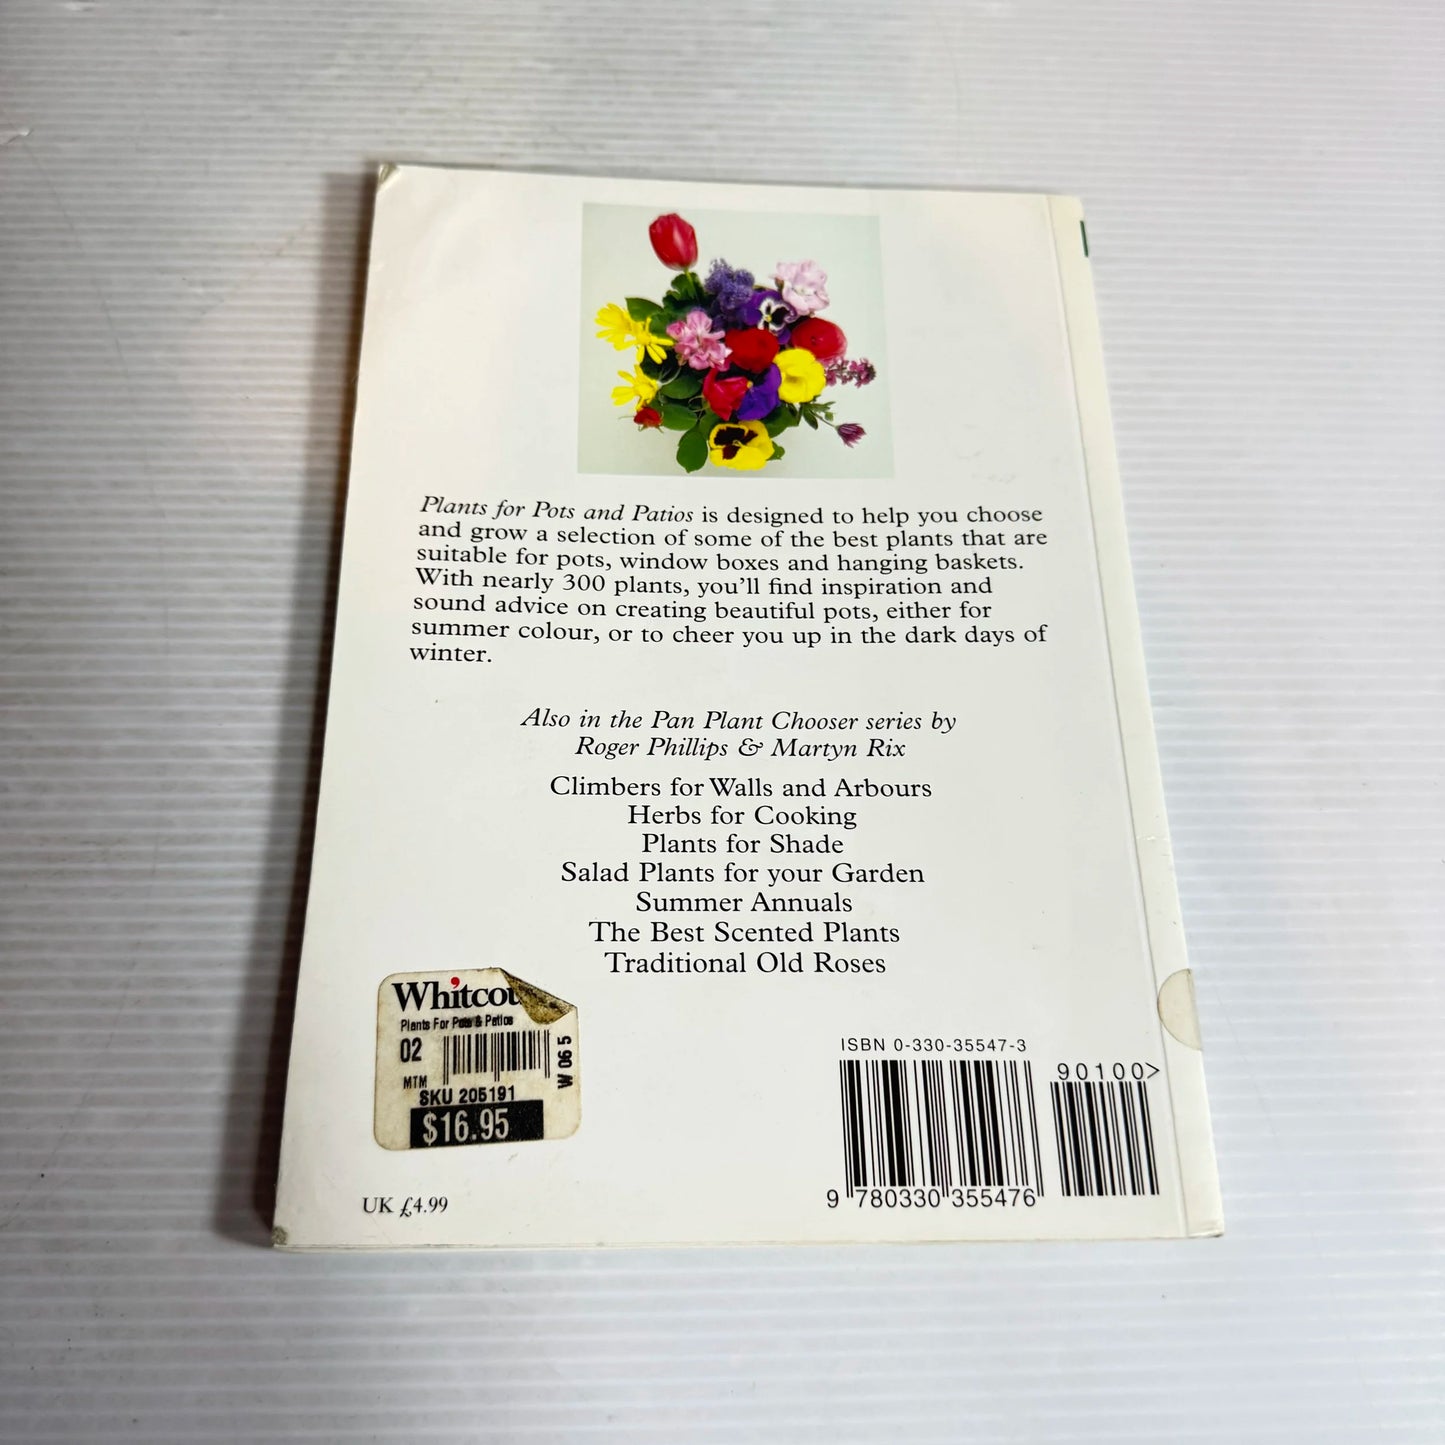 Plants for Pots and Patios is designed to help you choose
and grow a selection of some of the best plants that are
suitable for pots, window boxes and hanging baskets.
With nearly 300 plants, you'll find inspiration and
sound advice on creating beautiful pots, either for
summer colour, or to cheer you up in the dark days of
winter.
Also in the Pan Plant Chooser series by
Roger Phillips & Martyn Rix
Climbers for Walls and Arbours
Herbs for Cooking
Plants for Shade
Salad Plants for your Garden
Summer Annuals
The Best Scented Plants
Traditional Old Roses
Whitcou
Plants For Pots & Patios
02
MTM
W 06 5
SKU 205191
$16.95
UK £4.99
ISBN 0-330-35547-3
90100>
9 780330 355476